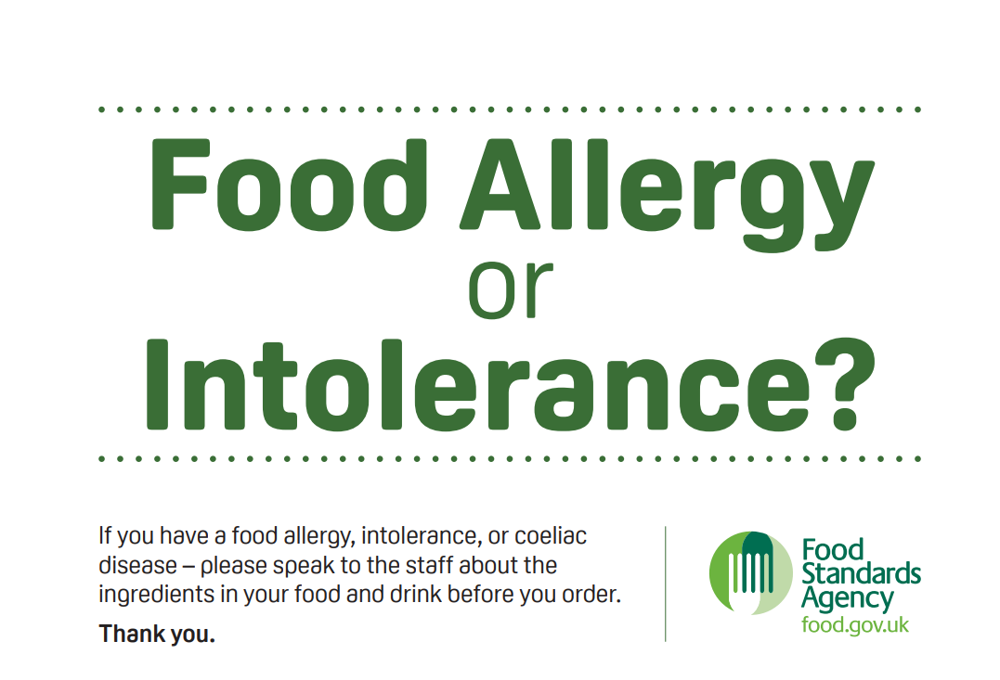 Food Allergy
or
Intolerance?
If you have a food allergy, intolerance, or coeliac
disease – please speak to the staff about the
ingredients in your food and drink before you order.
Thank you.
Food
Standards
Agency
food.gov.uk